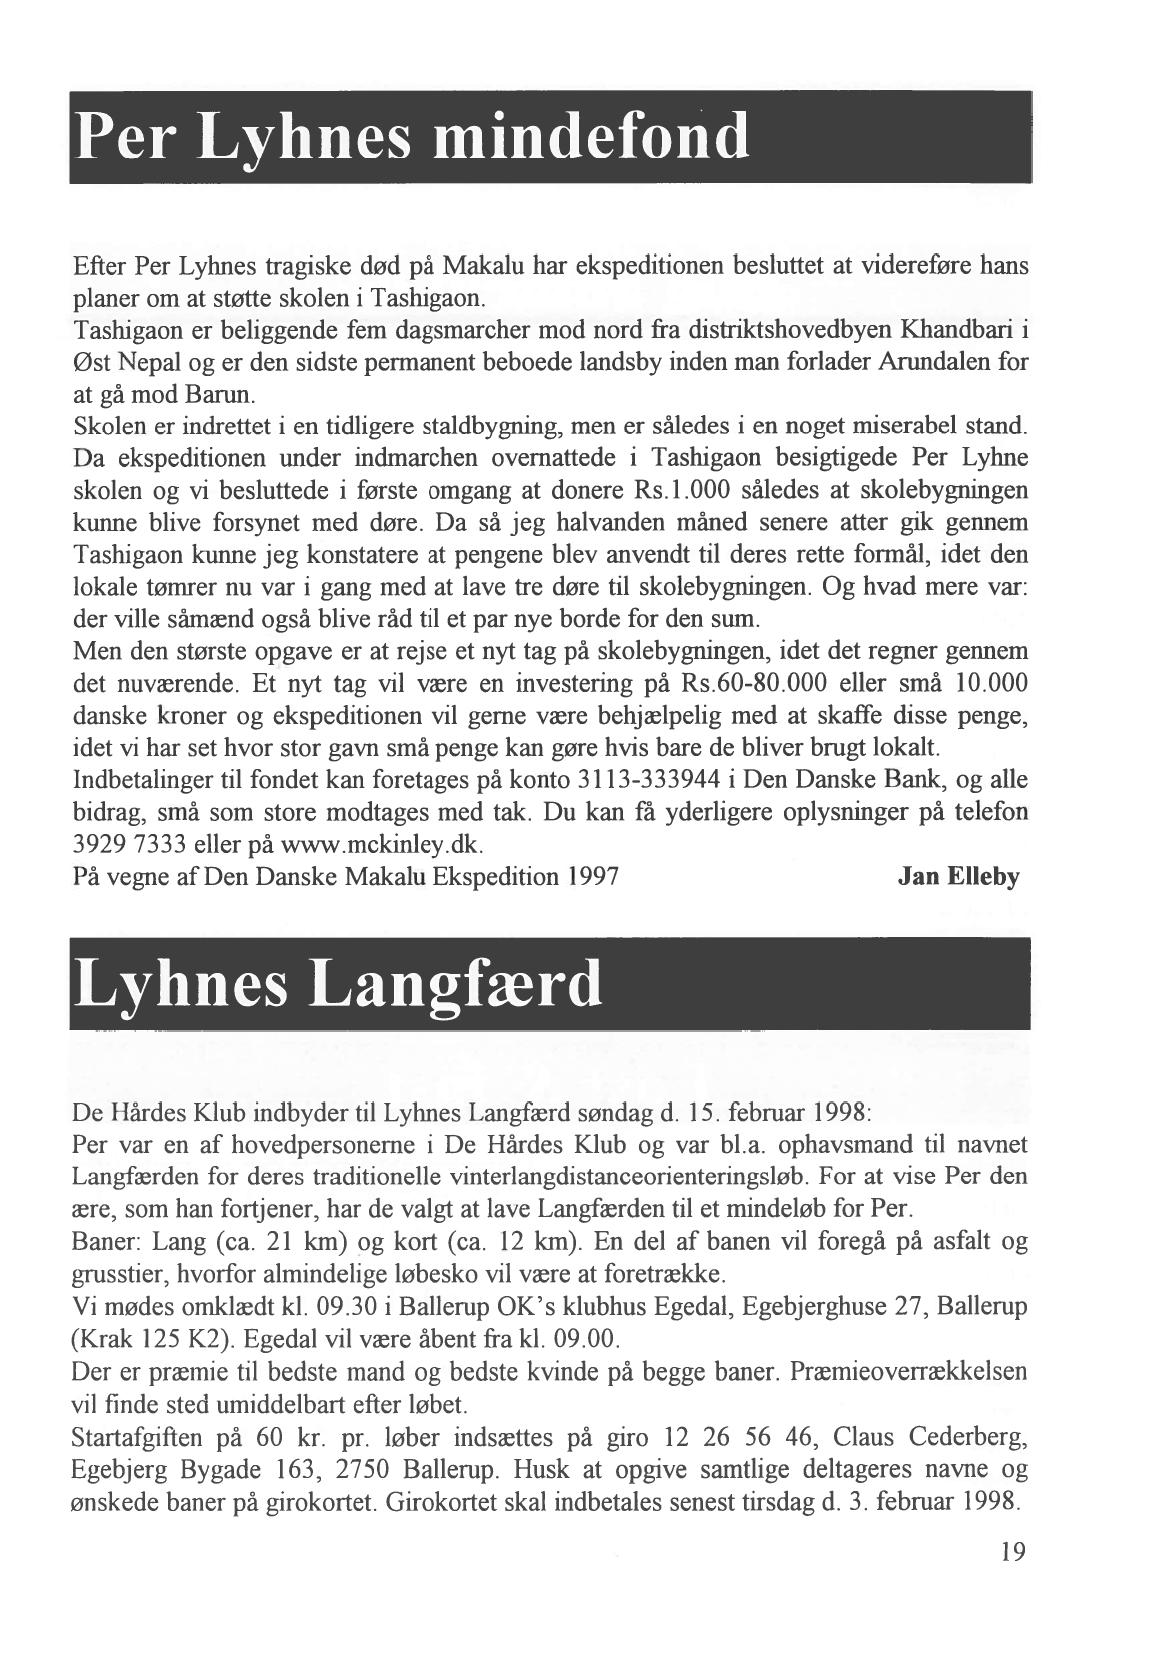 Per Lyhnes mindefond
Efter Per Lyhnes tragiske død på Makalu har ekspeditionen besluttet at videreføre hans
planer om at støtte skolen i Tashigaon.
Tashigaon er beliggende fem dagsmarcher mod nord fra distriktshovedbyen Khandbari i
Øst Nepal og er den sidste permanent beboede landsby inden man forlader Arundalen for
at gå mod Barun.
Skolen er indrettet i en tidligere staldbygning, men er således i en noget miserabel stand.
Da ekspeditionen under indmarchen overnattede i Tashigaon besigtigede Per Lyhne
skolen og vi besluttede i første omgang at donere Rs.1.000 således at skolebygningen
kunne blive forsynet med døre. Da så jeg halvanden måned senere atter gik gennem
Tashigaon kunne jeg konstatere at pengene blev anvendt til deres rette formål, idet den
lokale tømrer nu var i gang med at lave tre døre til skolebygningen. Og hvad mere var:
der ville såmænd også blive råd til et par nye borde for den sum.
Men den største opgave er at rejse et nyt tag på skolebygningen, idet det regner gennem
det nuværende. Et nyt tag vil være en investering på Rs.60-80.000 eller små 10.000
danske kroner og ekspeditionen vil gerne være behjælpelig med at skaffe disse penge,
idet vi har set hvor stor gavn små penge kan gøre hvis bare de bliver brugt lokalt.
Indbetalinger til fondet kan foretages på konto 3113-333944 i Den Danske Bank, og alle
bidrag, små som store modtages med tak. Du kan få yderligere oplysninger på telefon
3929 7333 eller på www.mckinley.dk.
På vegne af Den Danske Makalu Ekspedition 1997 Jan Elleby
Lyhnes Langfærd
De Hårdes Klub indbyder til Lyhnes Langfærd søndag d. 15. februar 1998:
Per var en af hovedpersonerne i De Hårdes Klub og var bl.a. ophavsmand til navnet
Langfærden for deres traditionelle vinterlangdistanceorienteringsløb. For at vise Per den
ære, som han fortjener, har de valgt at lave Langfærden til et mindeløb for Per.
Baner: Lang (ca. 21 km) og kort (ca. 12 km). En del af banen vil foregå på asfalt og
grusstier, hvorfor almindelige løbesko vil være at foretrække.
Vi mødes omklædt kl. 09.30 i Ballerup OK's klubhus Egedal, Egebjerghuse 27, Ballerup
(Krak 125 K2). Egedal vil være åbent fra kl. 09.00.
Der er præmie til bedste mand og bedste kvinde på begge baner. Præmieoverrækkelsen
vil finde sted umiddelbart efter løbet.
Startafgiften på 60 kr. pr. løber indsættes på giro 12 26 56 46, Claus Cederberg,
Egebjerg Bygade 163, 2750 Ballerup. Husk at opgive samtlige deltageres navne og
ønskede baner på girokortet. Girokortet skal indbetales senest tirsdag d. 3. februar 1998.
19